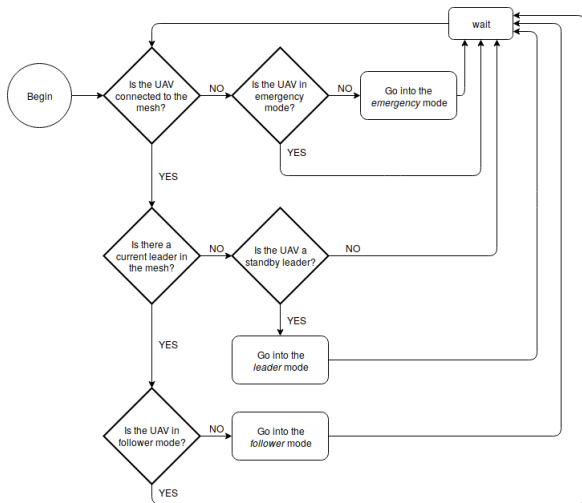 wait
Begin
Is the UAV
connected to the
mesh?
NO
Is the UAV in
emergency
mode?
NO
Go into the
emergency mode
YES
YES
Is there a
current leader in
the mesh?
NO
Is the UAV a
standby leader?
NO
YES
YES
Go into the
leader mode
Is the UAV in
follower mode?
NO
Go into the
follower mode
YES